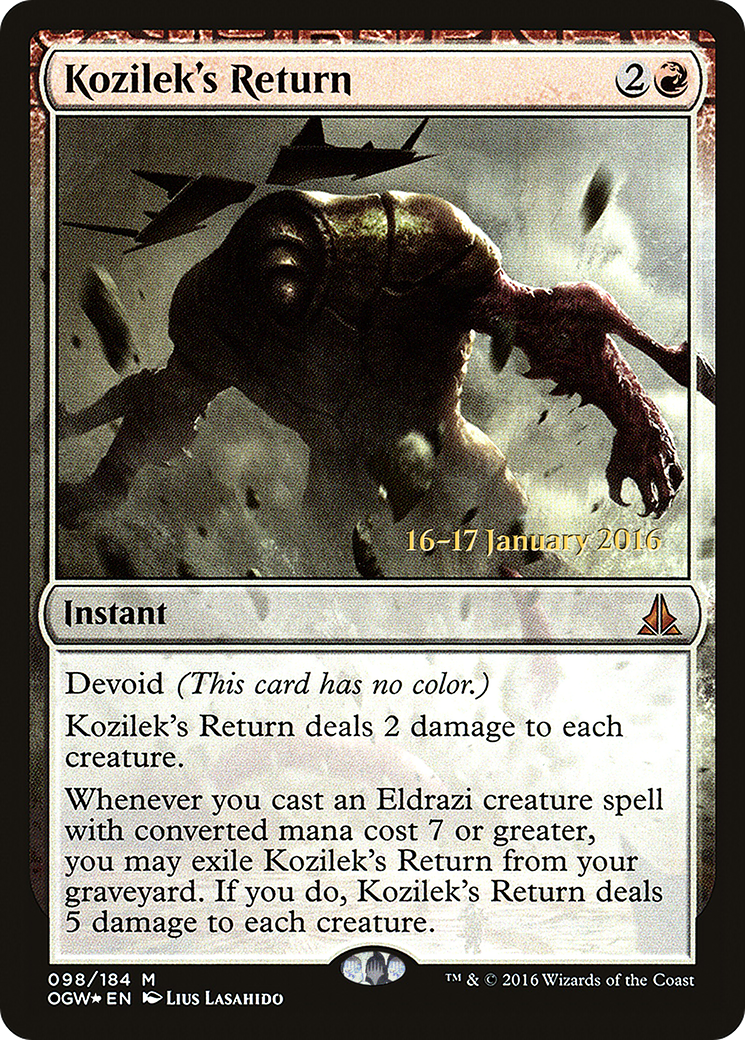 Kozilek's Return 2
16–17 January 2016
Instant
Devoid (This card has no color.)
Kozilek's Return deals 2 damage to each
creature.
Whenever you cast an Eldrazi creature spell
with converted mana cost 7 or greater,
you may exile Kozilek's Return from your
graveyard. If you do, Kozilek's Return deals
5 damage to each creature.
098/184 M
OGW★EN Lius Lasahido
™ & © 2016 Wizards of the Coast